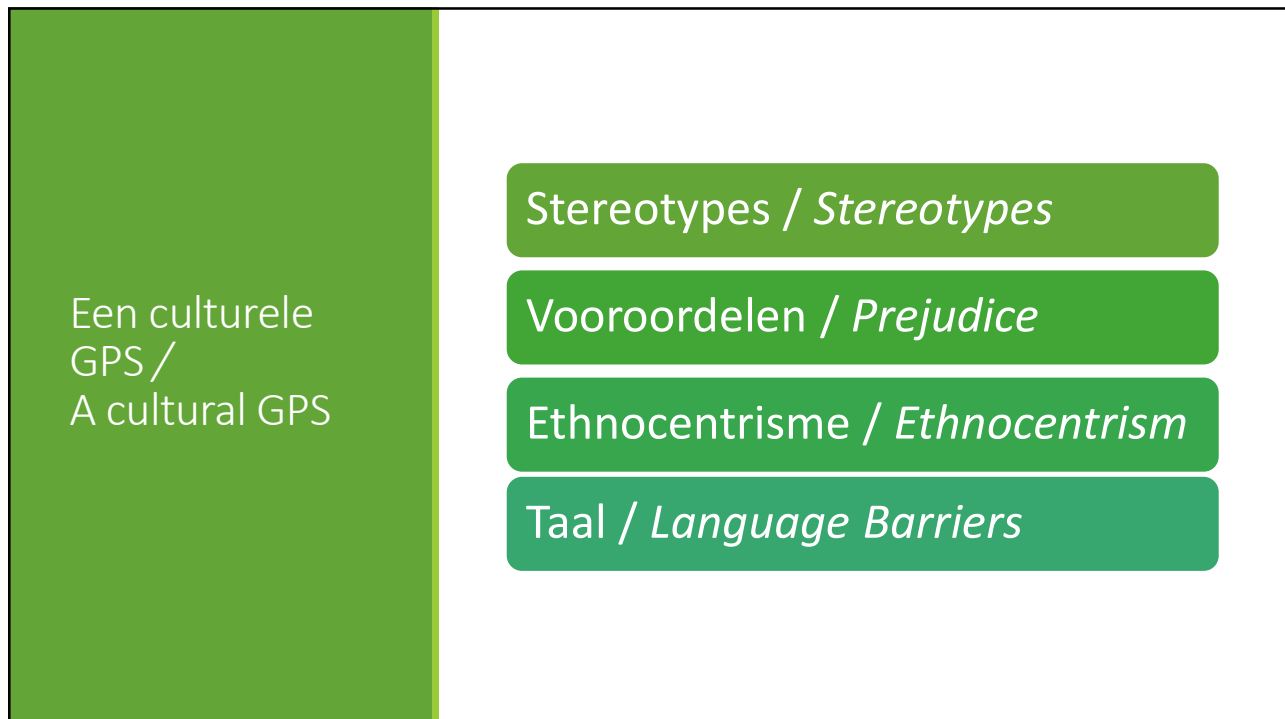 Een culturele
GPS /
A cultural GPS
Stereotypes / Stereotypes
Vooroordelen / Prejudice
Ethnocentrisme / Ethnocentrism
Taal / Language Barriers